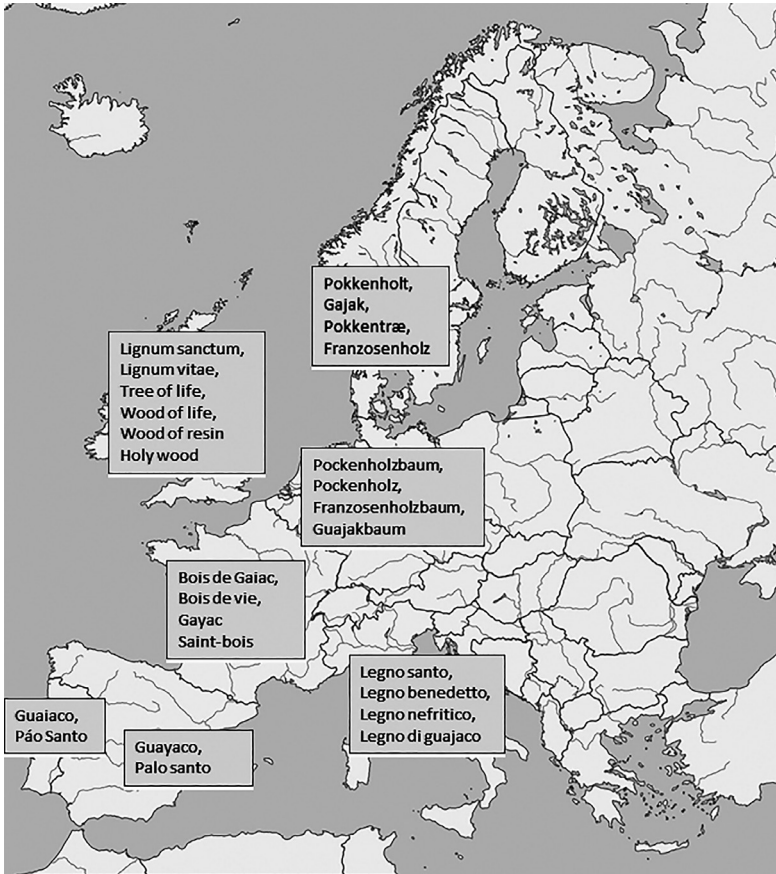 Pokkenholt,
Gajak,
Pokkentræ,
Franzosenholz
Lignum sanctum,
Lignum vitae,
Tree of life,
Wood of life,
Wood of resin
Holy wood
Pockenholzbaum,
Pockenholz,
Franzosenholzbaum,
Guajakbaum
Bois de Gaiac,
Bois de vie,
Gayac
Saint-bois
Legno santo,
Legno benedetto,
Legno nefritico,
Legno di guajaco
Guaiaco,
Páo Santo
Guayaco,
Palo santo